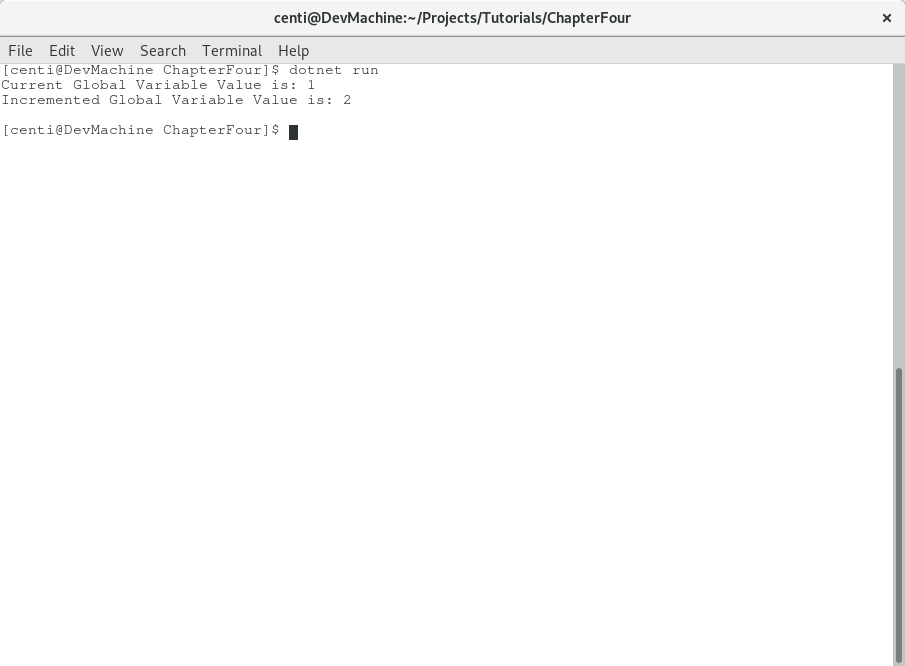 centi@DevMachine:~/Projects/Tutorials/ChapterFour ×
File Edit View Search Terminal Help
[centi@DevMachine ChapterFour]$ dotnet run
Current Global Variable Value is: 1
Incremented Global Variable Value is: 2
[centi@DevMachine ChapterFour]$